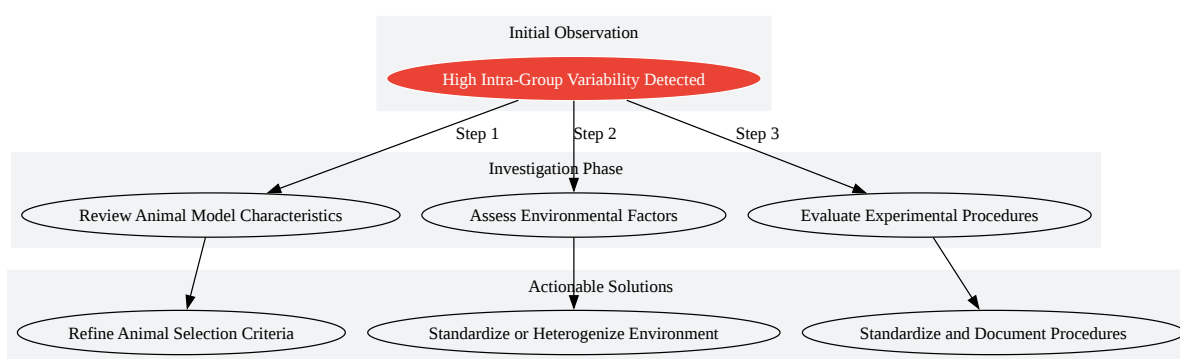 Initial Observation
High Intra-Group Variability Detected
Step 1
Step 2
Step 3
Investigation Phase
Review Animal Model Characteristics
Assess Environmental Factors
Evaluate Experimental Procedures
Actionable Solutions
Refine Animal Selection Criteria
Standardize or Heterogenize Environment
Standardize and Document Procedures